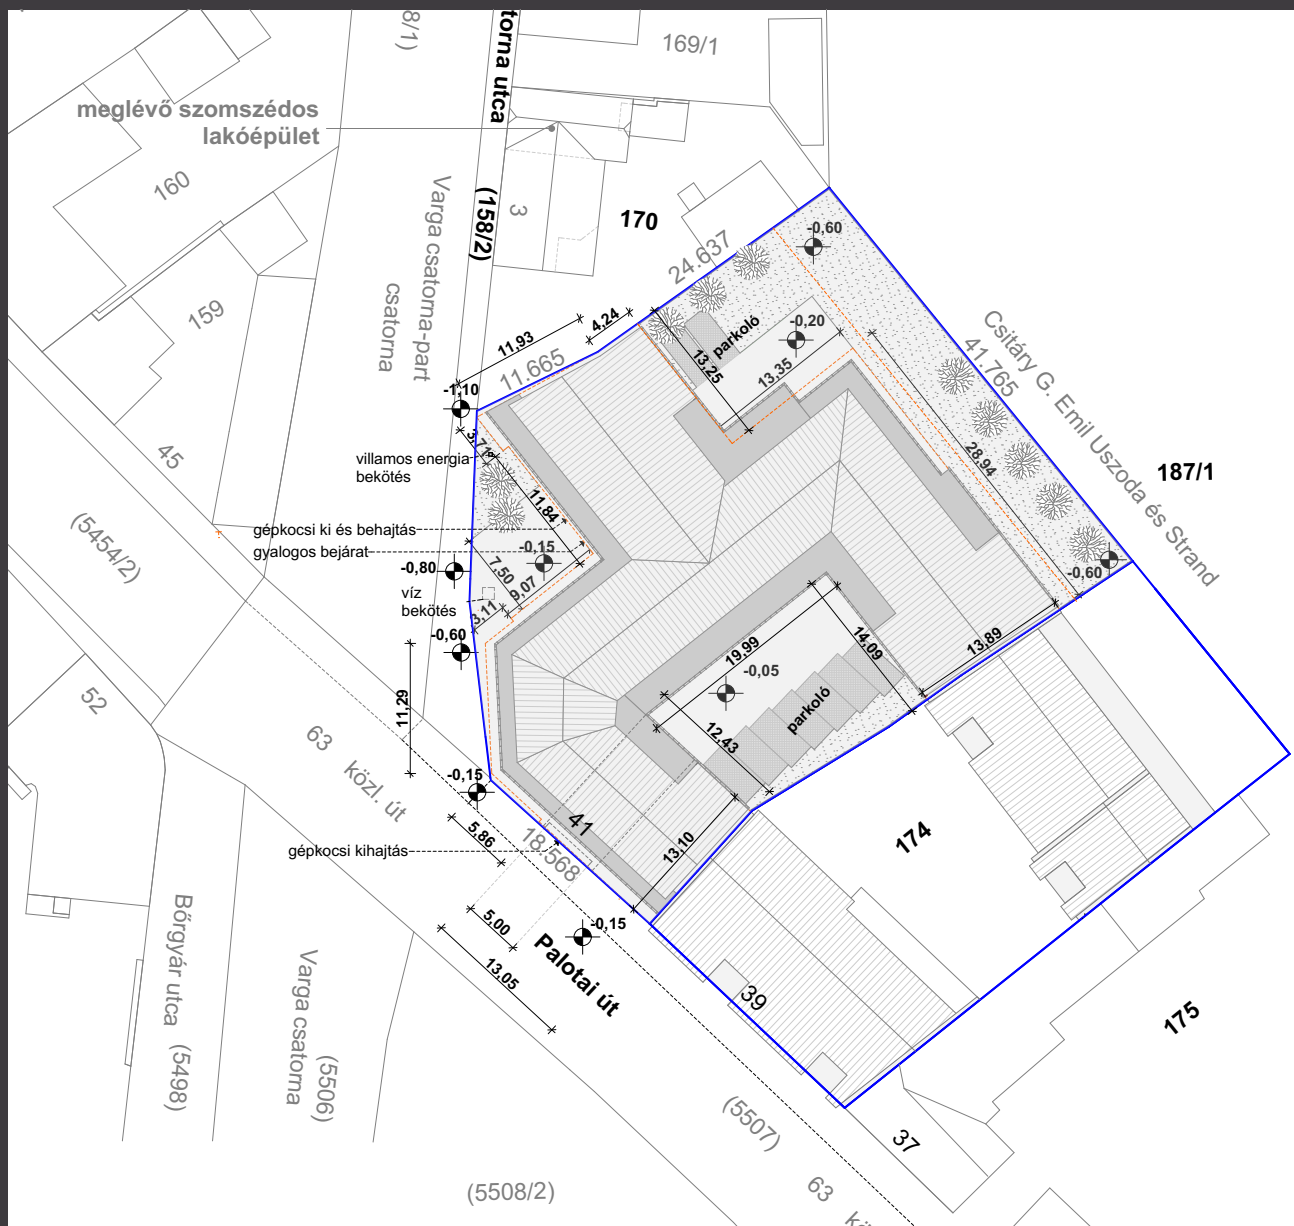 8/1)
torna utca
169/1
meglévő szomszédos
lakóépület
160
(158/2)
3
170
Varga csatorna-part
csatorna
159
24.637
-0,60
4,24
11,93
11.665
parkoló
-0,20
13,25
13,35
Csitáry G. Emil Uszoda és Strand
41.765
-1,10
3,71
villamos energia
bekötés
45
28,94
187/1
11,84
gépkocsi ki és behajtás
gyalogos bejárat
-0,15
(5454/2)
-0,80
7,50
9,07
-0,60
víz
bekötés
3,11
-0,60
19,99
14,09
13,89
-0,05
52
11,29
63
közl. út
parkoló
12,43
-0,15
5,86
41
18.568
gépkocsi kihajtás
13,10
174
5,00
-0,15
13,05
Palotai út
39
175
Bőrgyár utca
(5498)
Varga csatorna
(5506)
(5507)
37
(5508/2)
63
kö